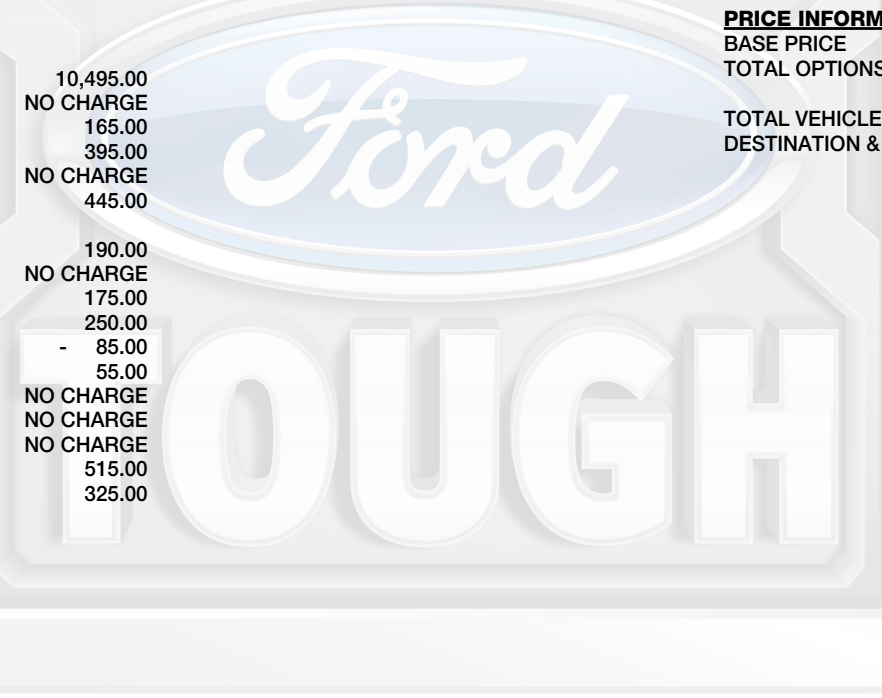 10,495.00
NO CHARGE
165.00
395.00
NO CHARGE
445.00
190.00
NO CHARGE
175.00
250.00
- 85.00
55.00
NO CHARGE
NO CHARGE
NO CHARGE
515.00
325.00
PRICE INFORM
BASE PRICE
TOTAL OPTIONS
TOTAL VEHICLE
DESTINATION &
Ford
TOUGH